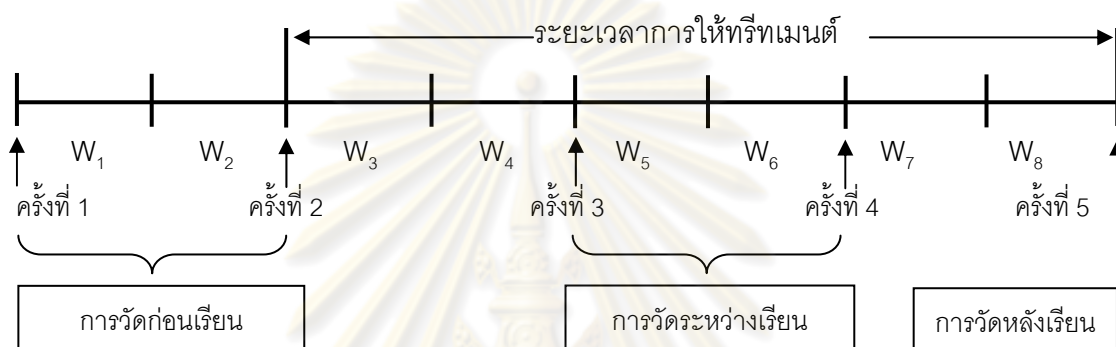 ระยะเวลาการให้ทรีทเมนต์
W₁ W₂ W₃ W₄ W₅ W₆ W₇ W₈
ครั้งที่ 1 ครั้งที่ 2 ครั้งที่ 3 ครั้งที่ 4 ครั้งที่ 5
การวัดก่อนเรียน การวัดระหว่างเรียน การวัดหลังเรียน